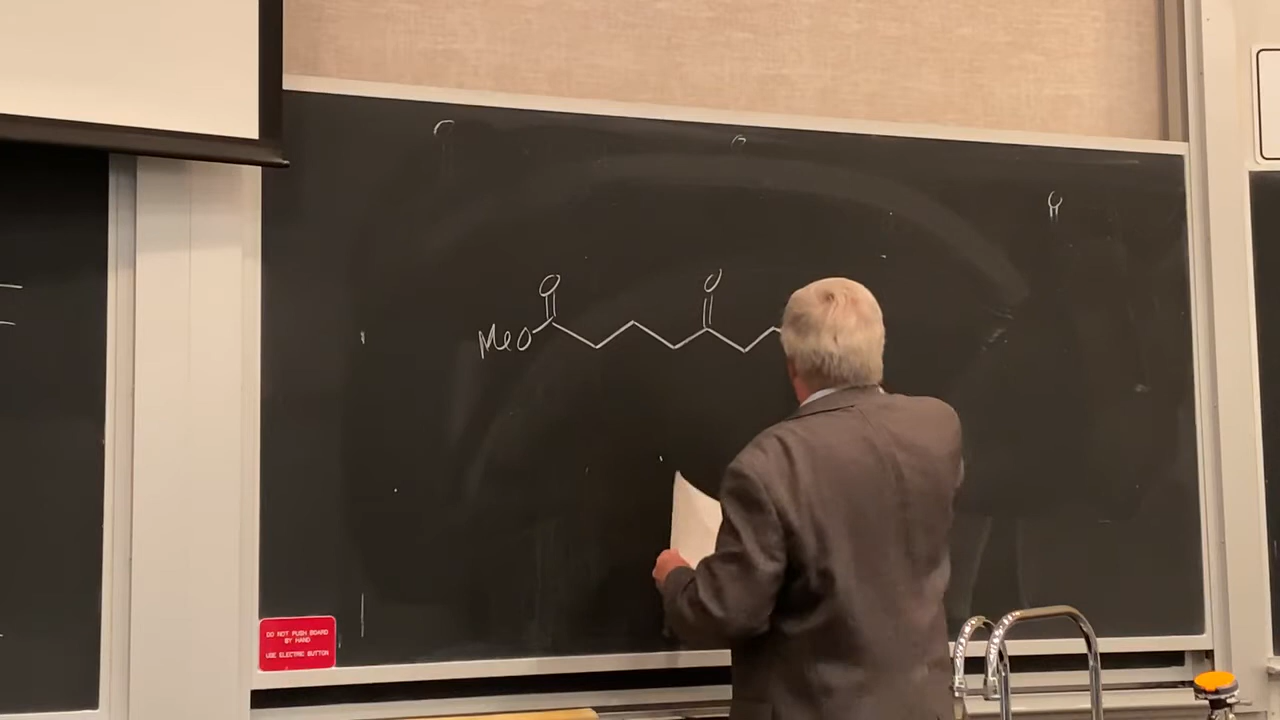 O
O
MeO
DO NOT PUSH BOARD
BY HAND
USE ELECTRIC BUTTON